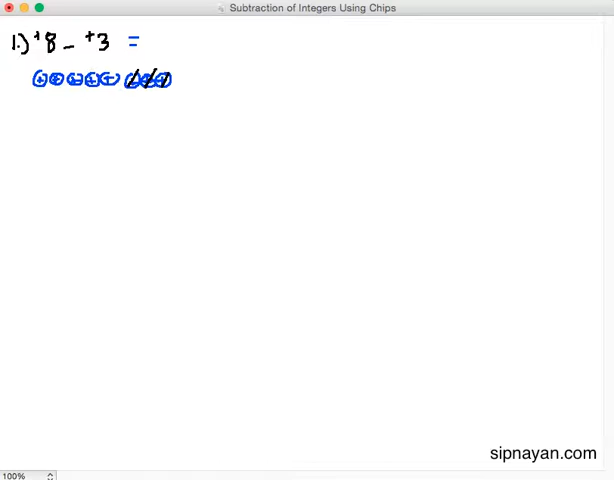 Subtraction of Integers Using Chips
1.) +8 - +3 =
+ + + + + + + +
sipnayan.com
100%